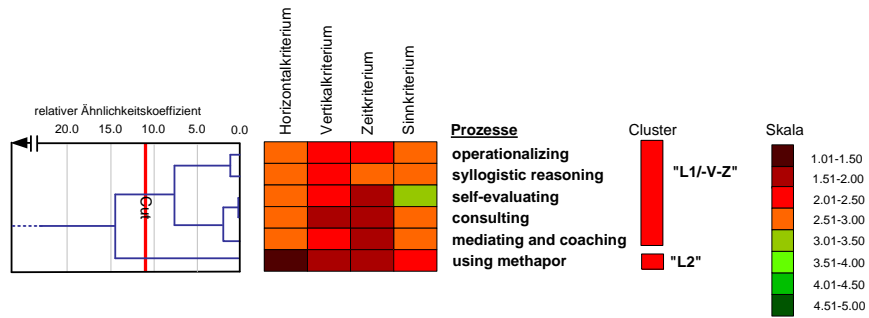 Horizontalkriterium
Vertikalkriterium
Zeitkriterium
Sinnkriterium
relativer Ähnlichkeitskoeffizient
20.0 15.0 10.0 5.0 0.0
Cut
Prozesse
operationalizing
syllogistic reasoning
self-evaluating
consulting
mediating and coaching
using methapor
Cluster
"L1/-V-Z"
"L2"
Skala
1.01-1.50
1.51-2.00
2.01-2.50
2.51-3.00
3.01-3.50
3.51-4.00
4.01-4.50
4.51-5.00